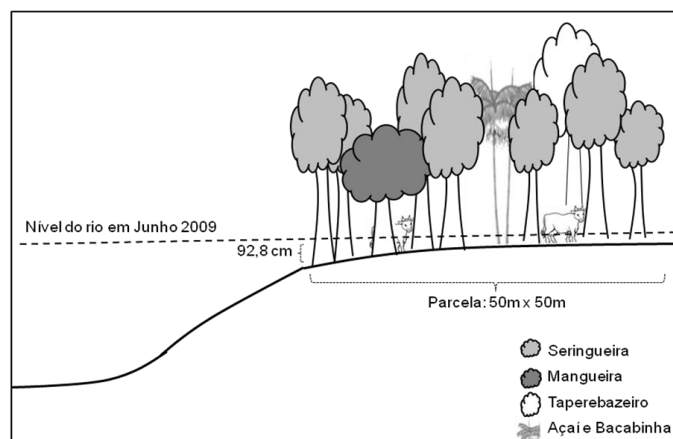 Nível do rio em Junho 2009
92,8 cm
Parcela: 50m x 50m
Seringueira
Mangueira
Taperebazeiro
Açaí e Bacabinha